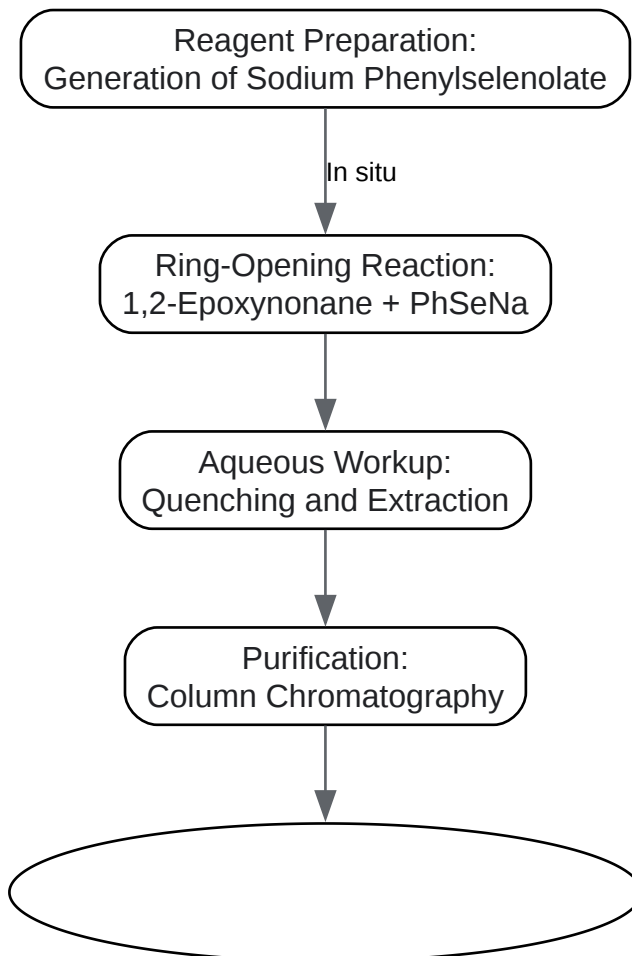 Reagent Preparation:
Generation of Sodium Phenylselenolate
In situ
Ring-Opening Reaction:
1,2-Epoxynonane + PhSeNa
Aqueous Workup:
Quenching and Extraction
Purification:
Column Chromatography